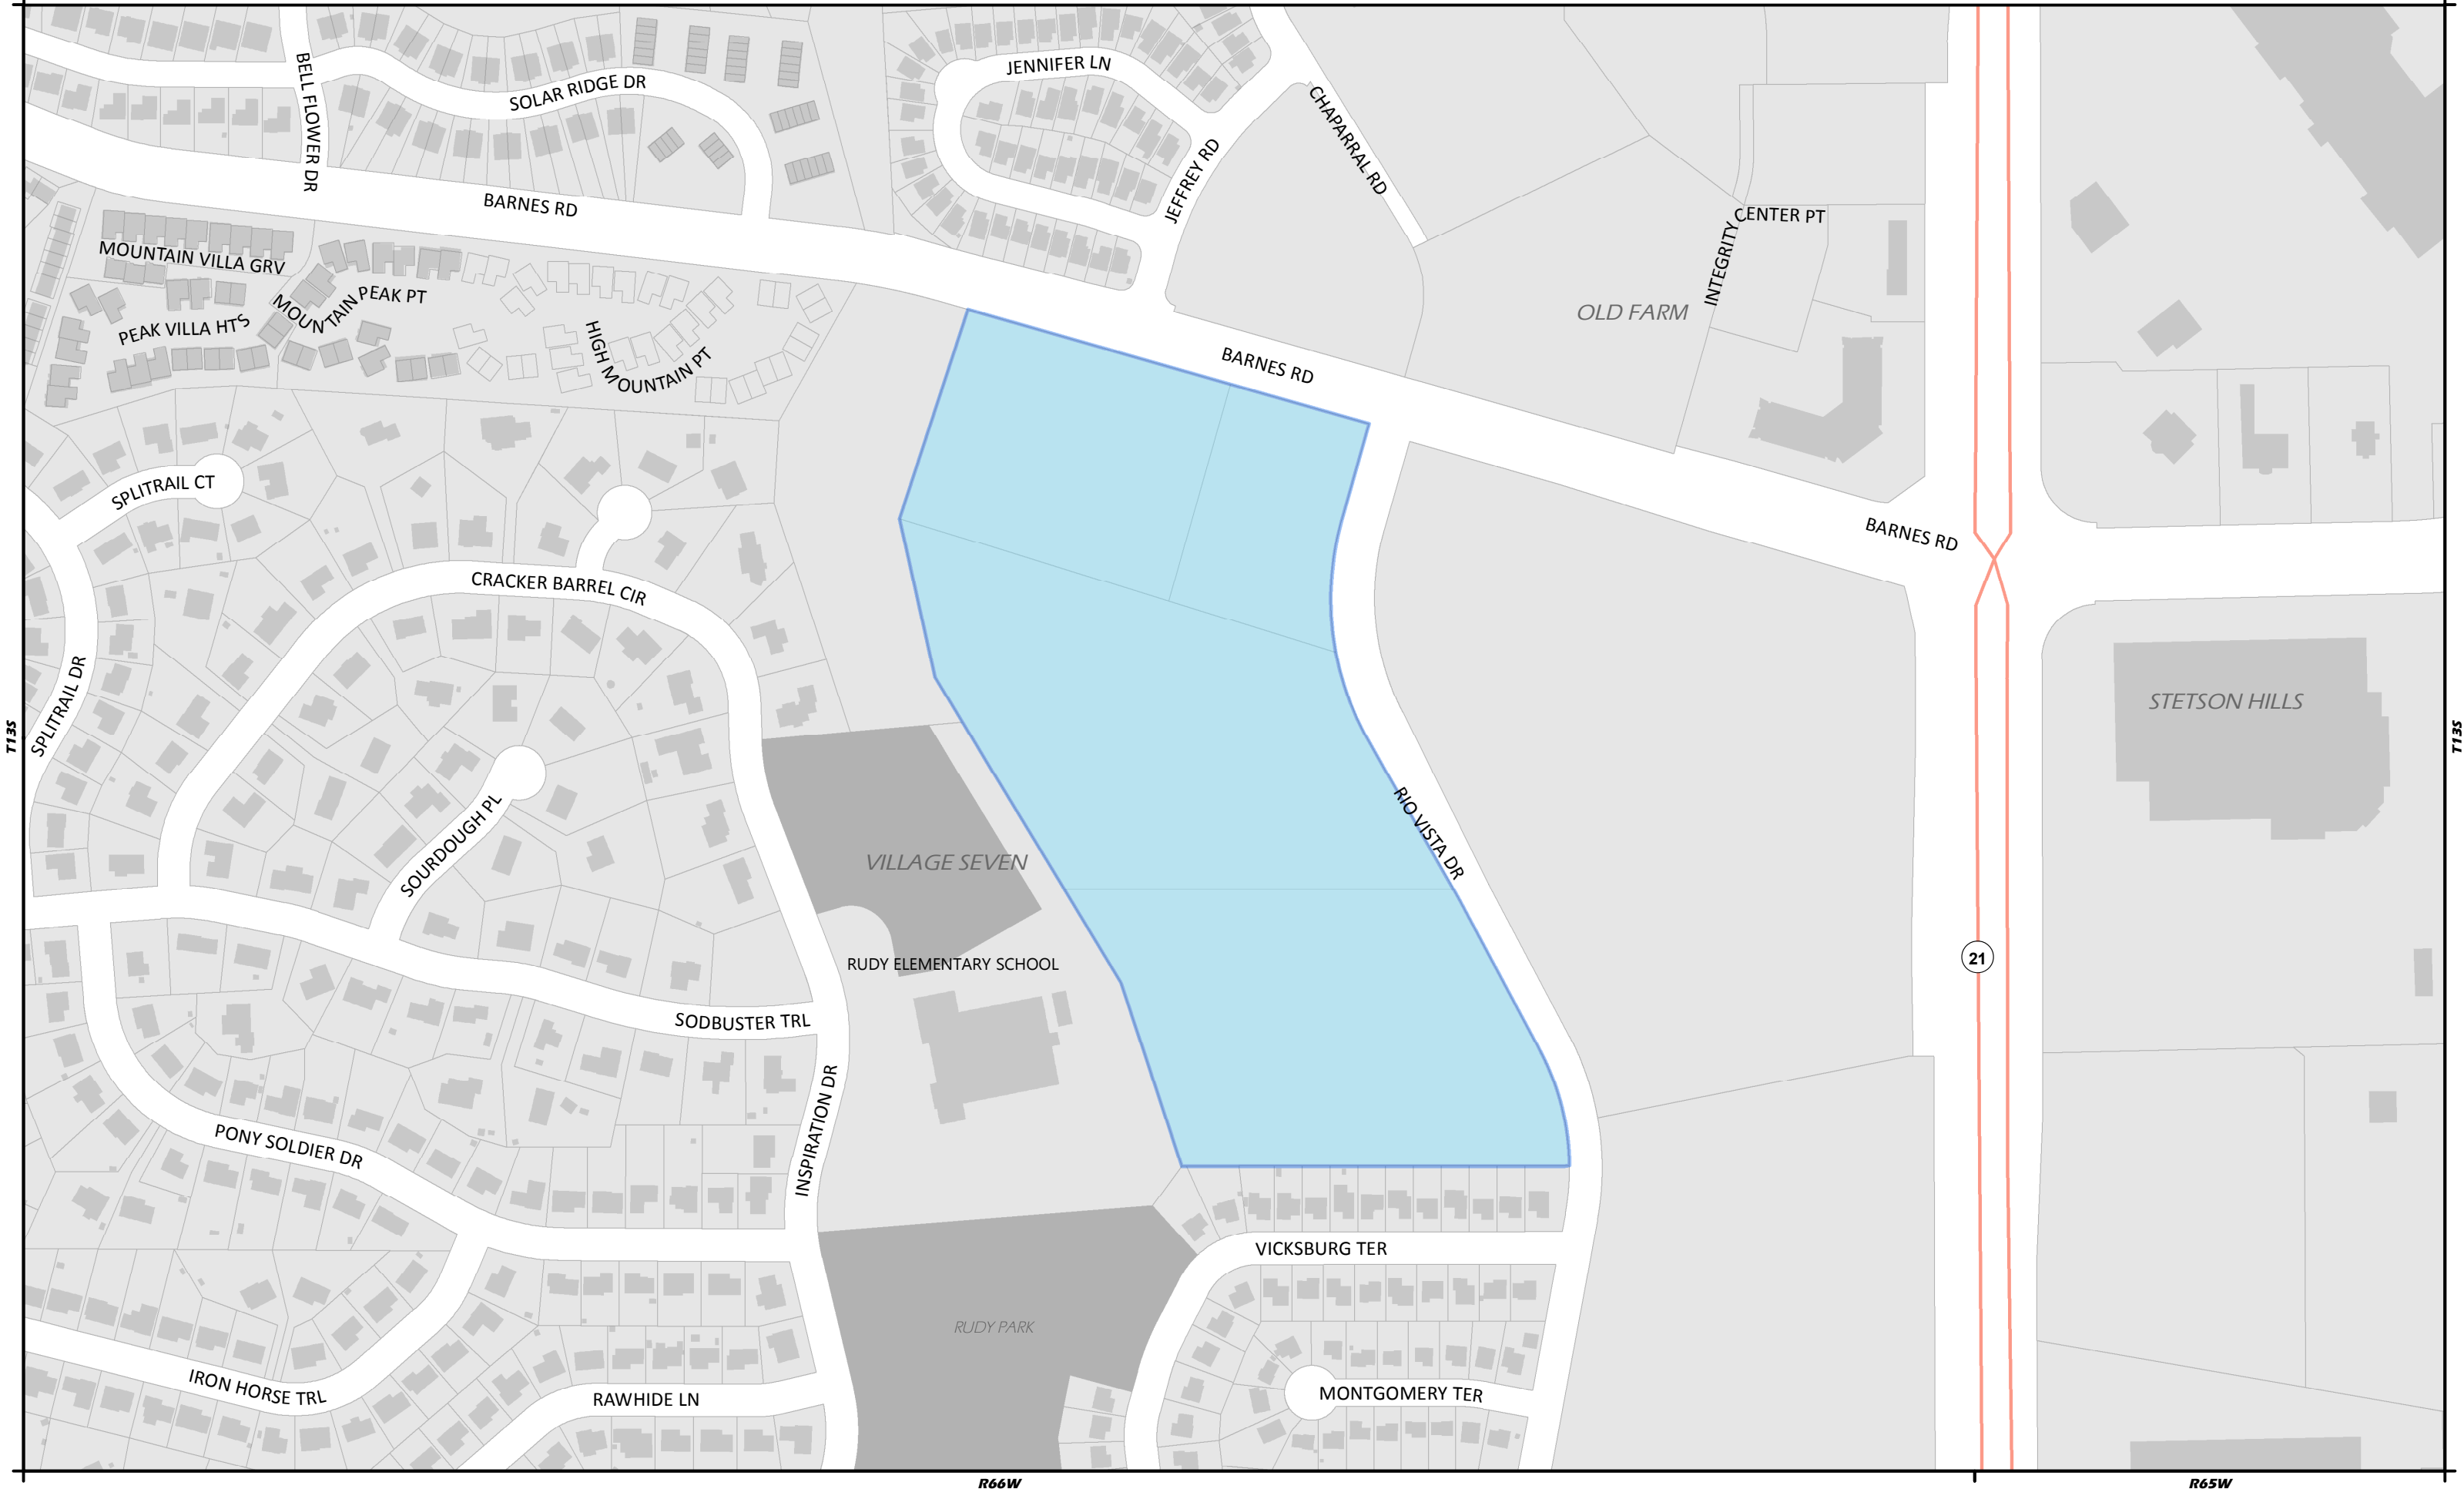 JENNIFER LN
BELL FLOWER DR
SOLAR RIDGE DR
CHAPARRAL RD
JEFFREY RD
BARNES RD
CENTER PT
INTEGRITY
MOUNTAIN VILLA GRV
PEAK PT
MOUNTAIN
PEAK VILLA HTS
OLD FARM
HIGH MOUNTAIN PT
BARNES RD
SPLITRAIL CT
BARNES RD
CRACKER BARREL CIR
SPLITRAIL DR
STETSON HILLS
T13S
T13S
SOURDOUGH PL
RIO VISTA DR
VILLAGE SEVEN
21
RUDY ELEMENTARY SCHOOL
SODBUSTER TRL
INSPIRATION DR
PONY SOLDIER DR
VICKSBURG TER
RUDY PARK
IRON HORSE TRL
RAWHIDE LN
MONTGOMERY TER
R66W
R65W